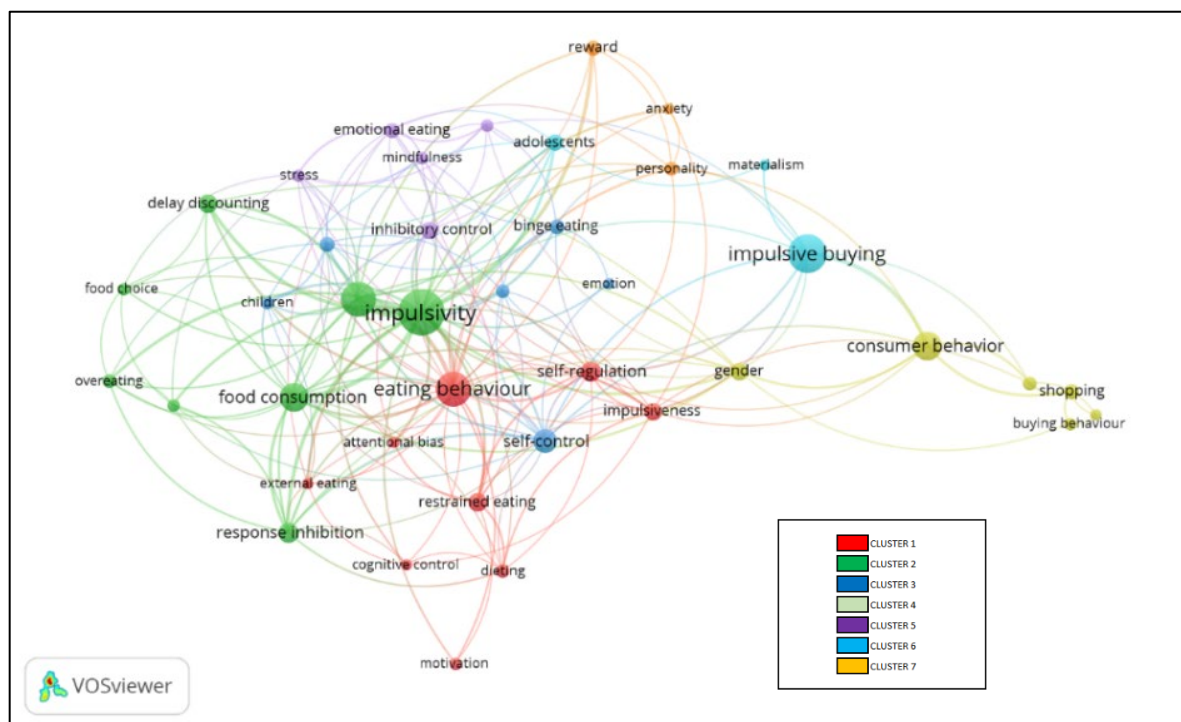 reward
anxiety
emotional eating
adolescents
mindfulness
materialism
personality
stress
delay discounting
inhibitory control
binge eating
impulsive buying
food choice
children
emotion
impulsivity
consumer behavior
self-regulation
gender
overeating
eating behaviour
shopping
food consumption
impulsiveness
buying behaviour
attentional bias
self-control
external eating
restrained eating
response inhibition
cognitive control
dieting
motivation
CLUSTER 1
CLUSTER 2
CLUSTER 3
CLUSTER 4
CLUSTER 5
CLUSTER 6
CLUSTER 7
VOSviewer